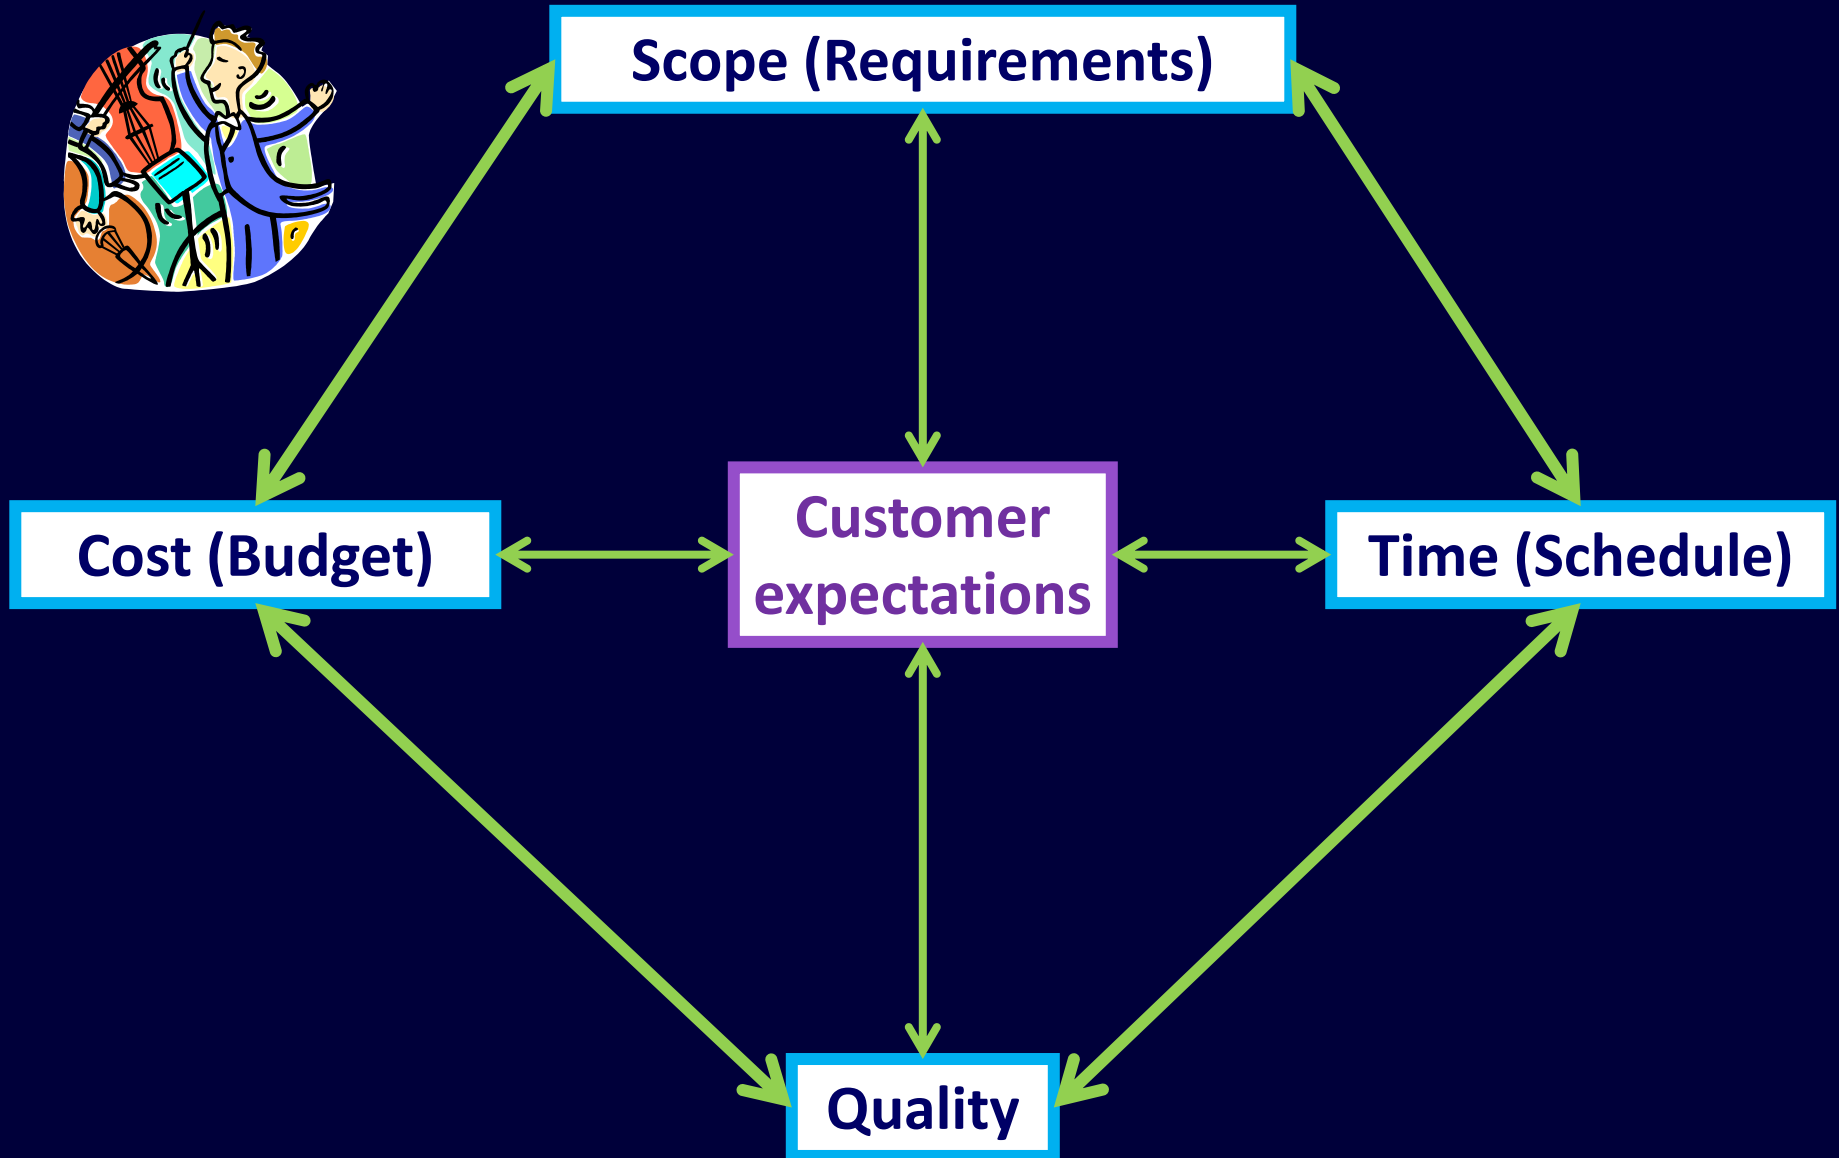 Scope (Requirements)
Cost (Budget)
Customer
expectations
Time (Schedule)
Quality